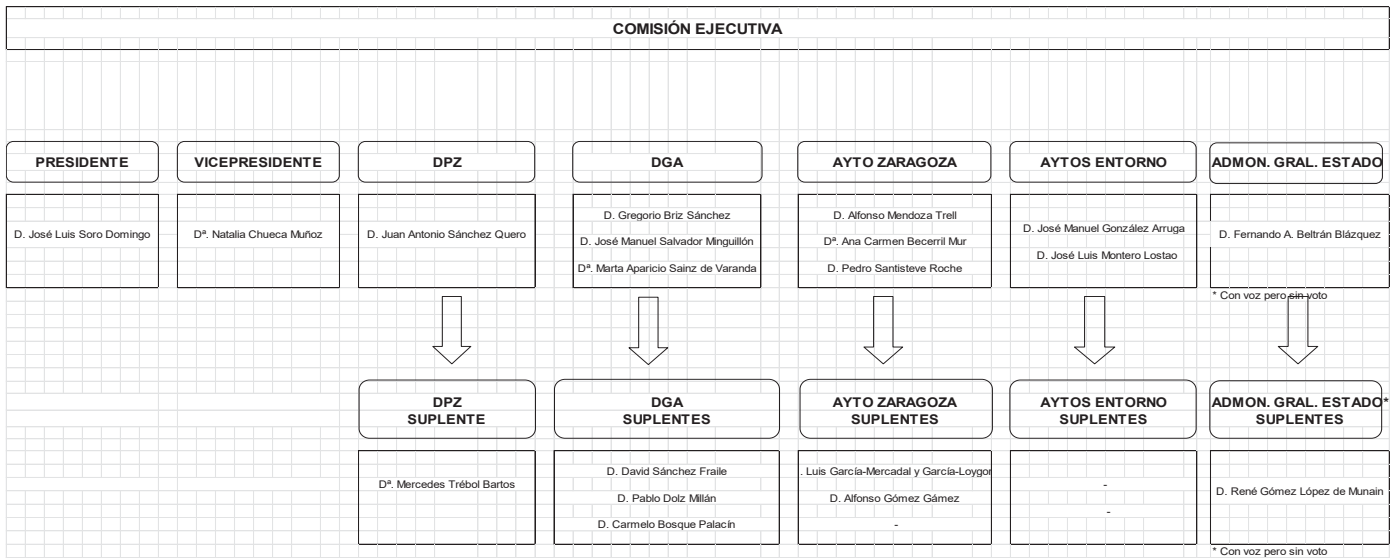 COMISIÓN EJECUTIVA
PRESIDENTE
D. José Luis Soro Domingo
VICEPRESIDENTE
Dª. Natalia Chueca Muñoz
DPZ
D. Juan Antonio Sánchez Quero
DGA
D. Gregorio Briz Sánchez
D. José Manuel Salvador Minguillón
Dª. Marta Aparicio Sainz de Varanda
AYTO ZARAGOZA
D. Alfonso Mendoza Trell
Dª. Ana Carmen Becerril Mur
D. Pedro Santisteve Roche
AYTOS ENTORNO
D. José Manuel González Arruga
D. José Luis Montero Lostao
ADMON. GRAL. ESTADO
D. Fernando A. Beltrán Blázquez
* Con voz pero sin voto
DPZ
SUPLENTE
Dª. Mercedes Trébol Bartos
DGA
SUPLENTES
D. David Sánchez Fraile
D. Pablo Dolz Millán
D. Carmelo Bosque Palacín
AYTO ZARAGOZA
SUPLENTES
. Luis García-Mercadal y García-Loygor
D. Alfonso Gómez Gámez
-
AYTOS ENTORNO
SUPLENTES
-
-
ADMON. GRAL. ESTADO*
SUPLENTES
D. René Gómez López de Munain
* Con voz pero sin voto